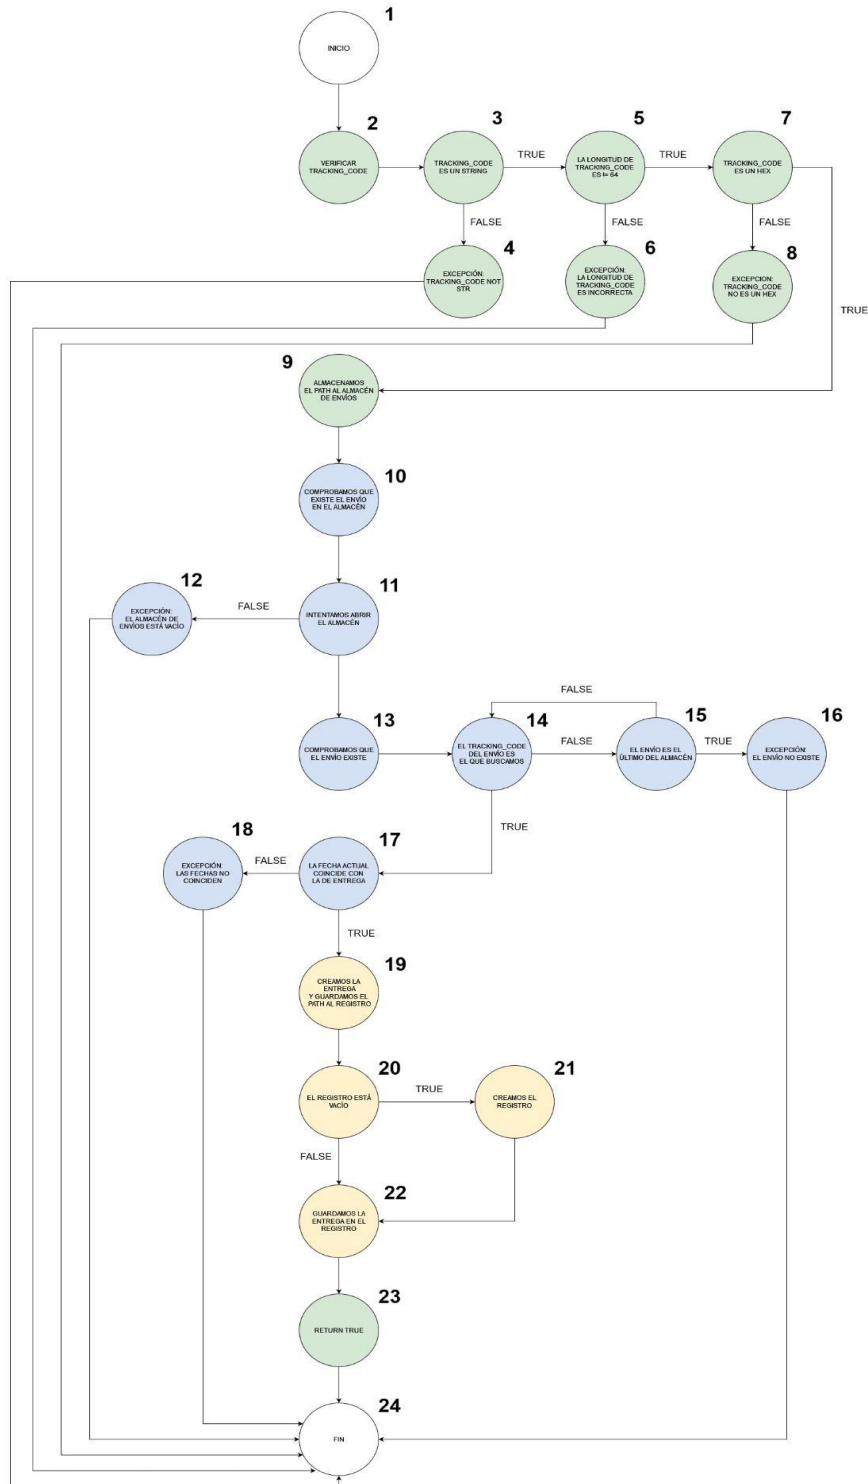 1
INICIO
2
3
5
7
VERIFICAR
TRACKING_CODE
TRACKING_CODE
ES UN STRING
TRUE
LA LONGITUD DE
TRACKING_CODE
ES != 64
TRUE
TRACKING_CODE
ES UN HEX
FALSE
FALSE
FALSE
4
6
8
EXCEPCIÓN:
TRACKING_CODE NOT
STR
EXCEPCIÓN:
LA LONGITUD DE
TRACKING_CODE
ES INCORRECTA
EXCEPCION:
TRACKING_CODE
NO ES UN HEX
TRUE
9
ALMACENAMOS
EL PATH AL ALMACÉN
DE ENVÍOS
10
COMPROBAMOS QUE
EXISTE EL ENVÍO
EN EL ALMACÉN
12
11
EXCEPCIÓN:
EL ALMACÉN DE
ENVÍOS ESTÁ VACÍO
FALSE
INTENTAMOS ABRIR
EL ALMACÉN
FALSE
13
14
15
16
COMPROBAMOS QUE
EL ENVÍO EXISTE
EL TRACKING_CODE
DEL ENVÍO ES
EL QUE BUSCAMOS
FALSE
EL ENVÍO ES EL
ÚLTIMO DEL ALMACÉN
TRUE
EXCEPCIÓN:
EL ENVÍO NO EXISTE
TRUE
18
17
EXCEPCIÓN:
LAS FECHAS NO
COINCIDEN
FALSE
LA FECHA ACTUAL
COINCIDE CON
LA DE ENTREGA
TRUE
19
CREAMOS LA
ENTREGA
Y GUARDAMOS EL
PATH AL REGISTRO
20
21
EL REGISTRO ESTÁ
VACÍO
TRUE
CREAMOS EL
REGISTRO
FALSE
22
GUARDAMOS LA
ENTREGA EN EL
REGISTRO
23
RETURN TRUE
24
FIN